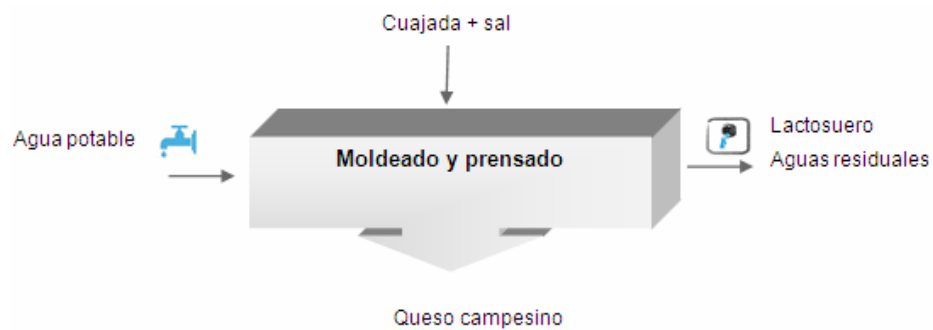 Cuajada + sal
Agua potable
Moldeado y prensado
Lactosuero
Aguas residuales
Queso campesino